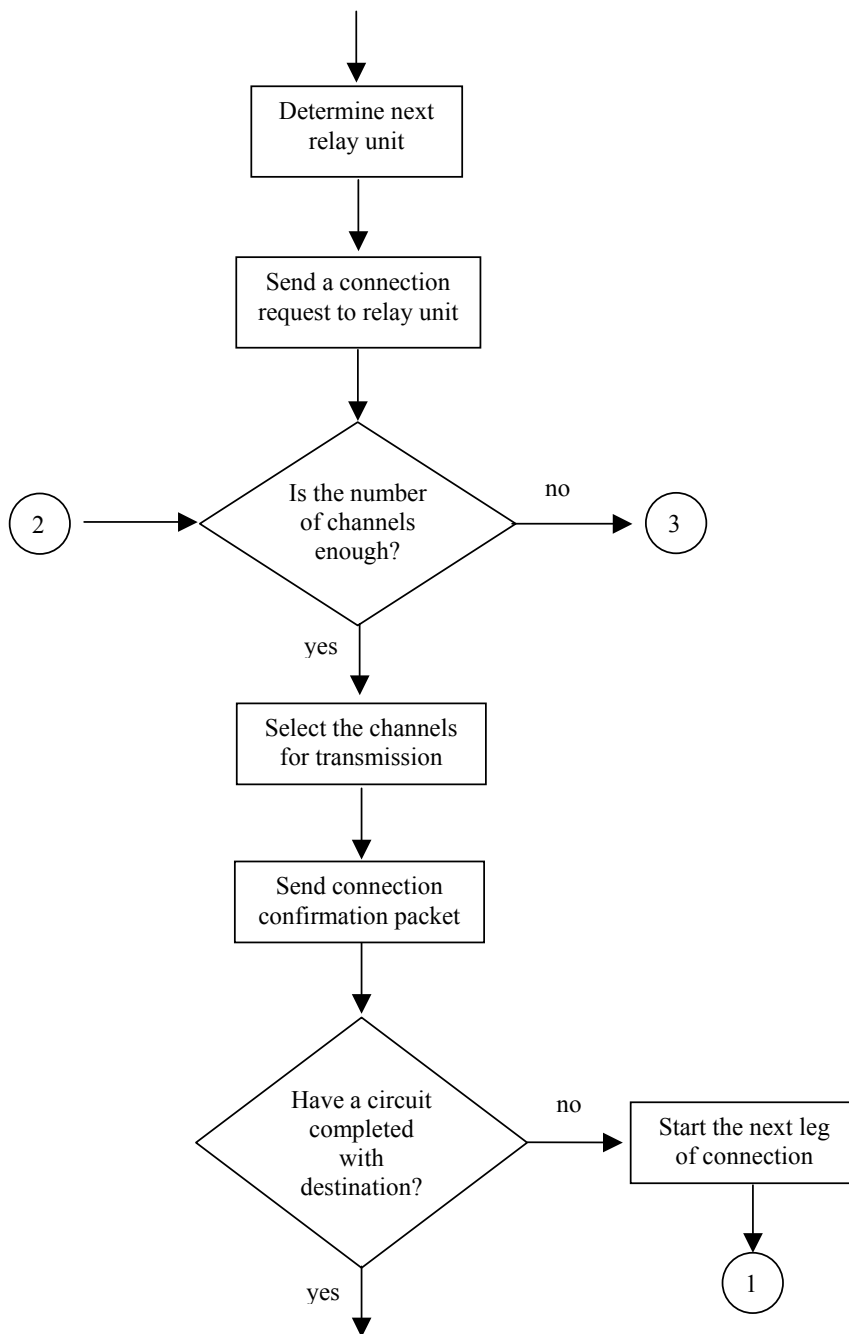 Determine next
relay unit
Send a connection
request to relay unit
2
Is the number
of channels
enough?
no
3
yes
Select the channels
for transmission
Send connection
confirmation packet
Have a circuit
completed
with
destination?
no
Start the next leg
of connection
yes
1